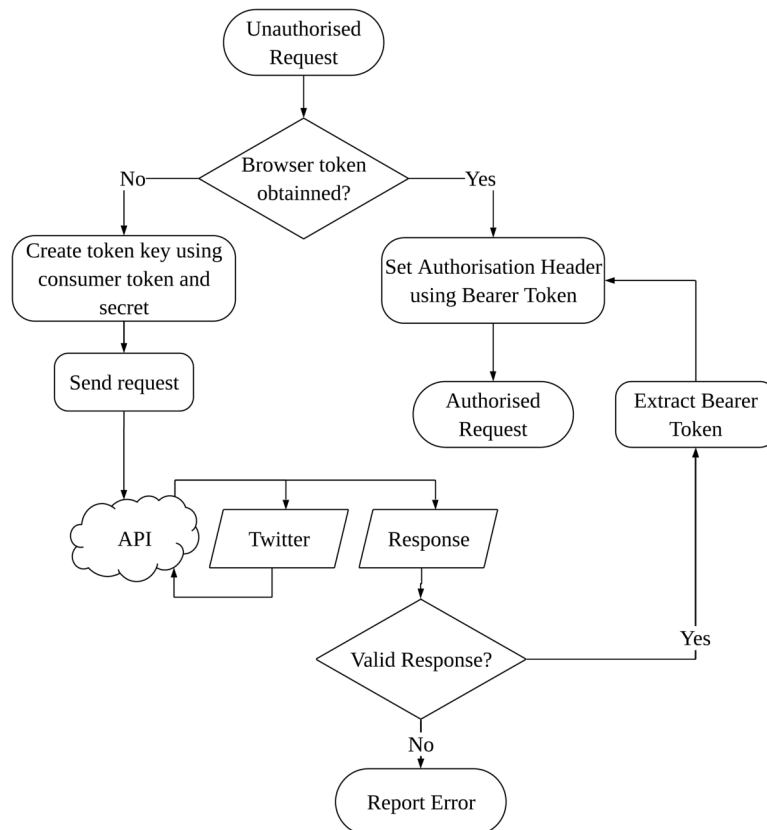 Unauthorised
Request
Browser token
obtainned?
No
Yes
Create token key using
consumer token and
secret
Set Authorisation Header
using Bearer Token
Send request
Authorised
Request
Extract Bearer
Token
API
Twitter
Response
Valid Response?
Yes
No
Report Error